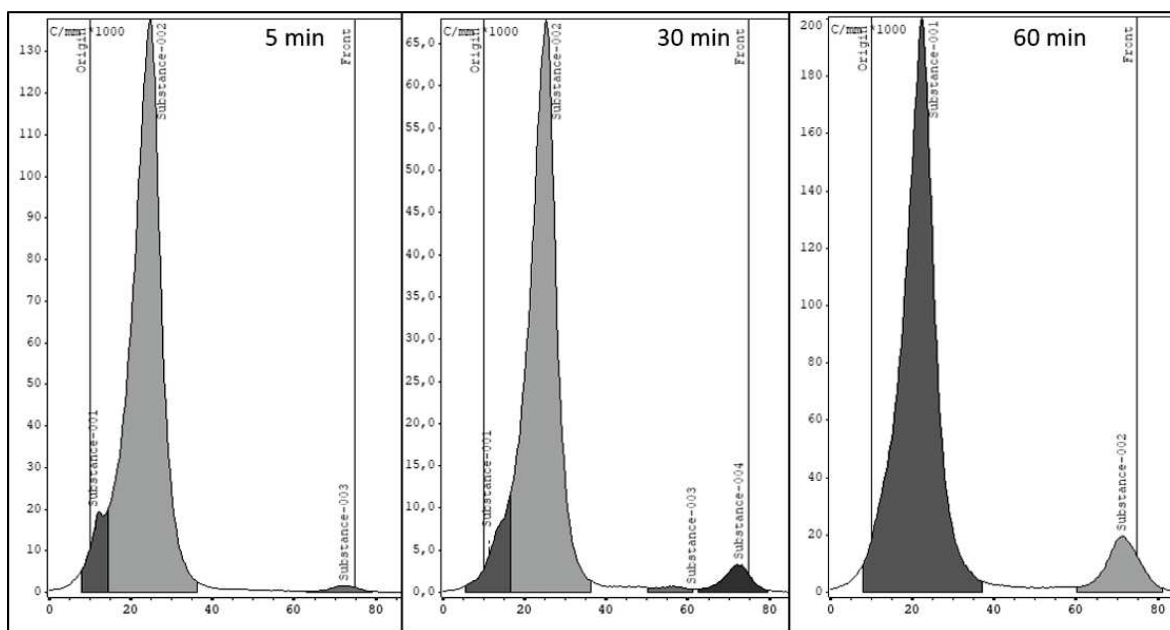 5 min
C/mm *1000
Origin
Front
Substance-001
Substance-002
Substance-003
130
120
110
100
90
80
70
60
50
40
30
20
10
0
0 20 40 60 80
30 min
C/mm *1000
Origin
Front
Substance-001
Substance-002
Substance-003
Substance-004
65,0
60,0
55,0
50,0
45,0
40,0
35,0
30,0
25,0
20,0
15,0
10,0
5,0
0,0
0 20 40 60 80
60 min
C/mm *1000
Origin
Front
Substance-001
Substance-002
200
180
160
140
120
100
80
60
40
20
0
0 20 40 60 80